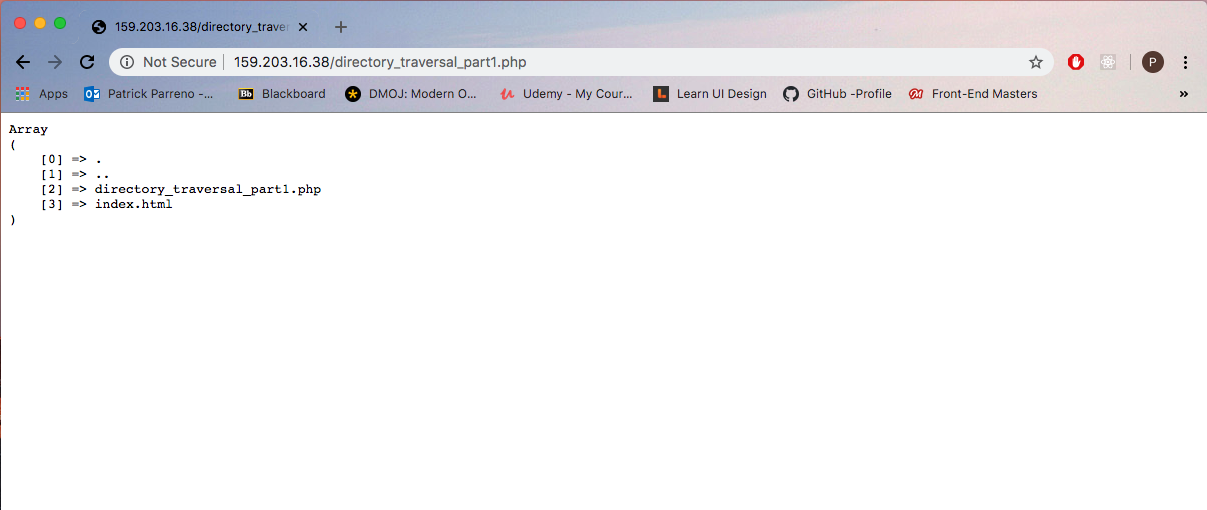 159.203.16.38/directory_trave
Not Secure 159.203.16.38/directory_traversal_part1.php P
Apps Patrick Parreno -... Bb Blackboard DMOJ: Modern O... Udemy - My Cour... Learn UI Design GitHub -Profile Front-End Masters »
Array
(
    [0] => .
    [1] => ..
    [2] => directory_traversal_part1.php
    [3] => index.html
)